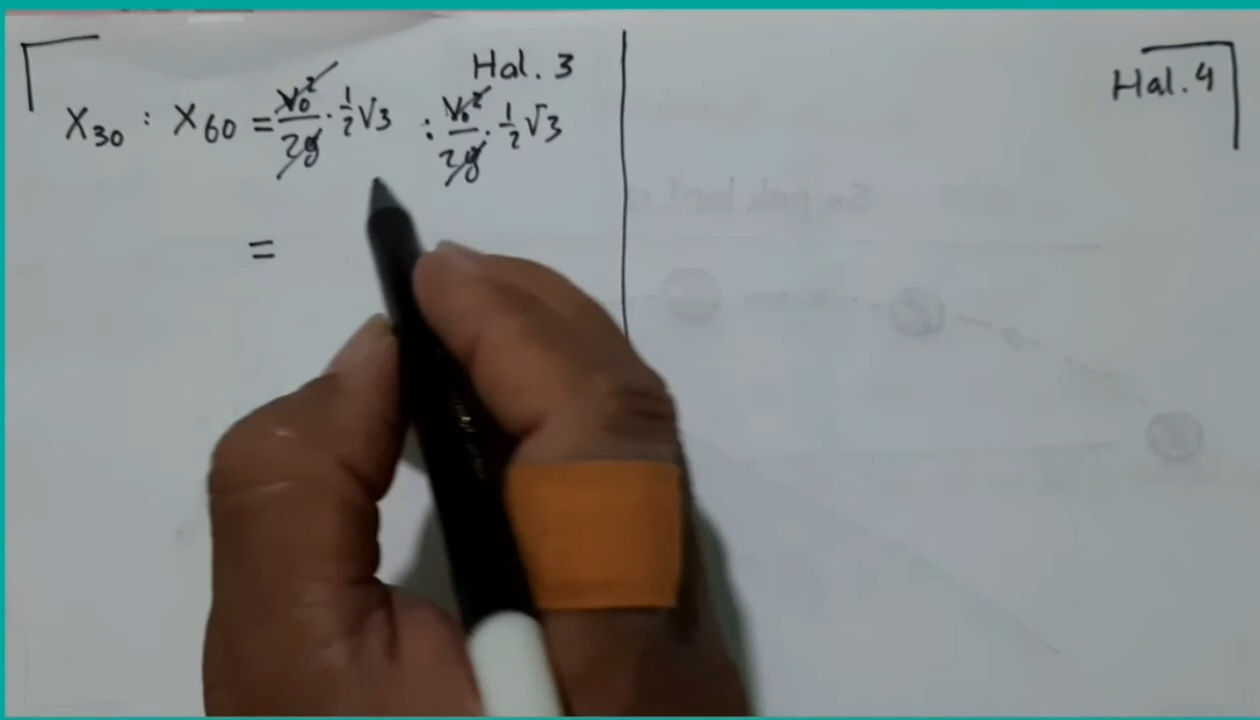 Hal. 3
X₃₀ : X₆₀ = V₀²/2g · 1/2 √3 : V₀²/2g · 1/2 √3
=
Hal. 4